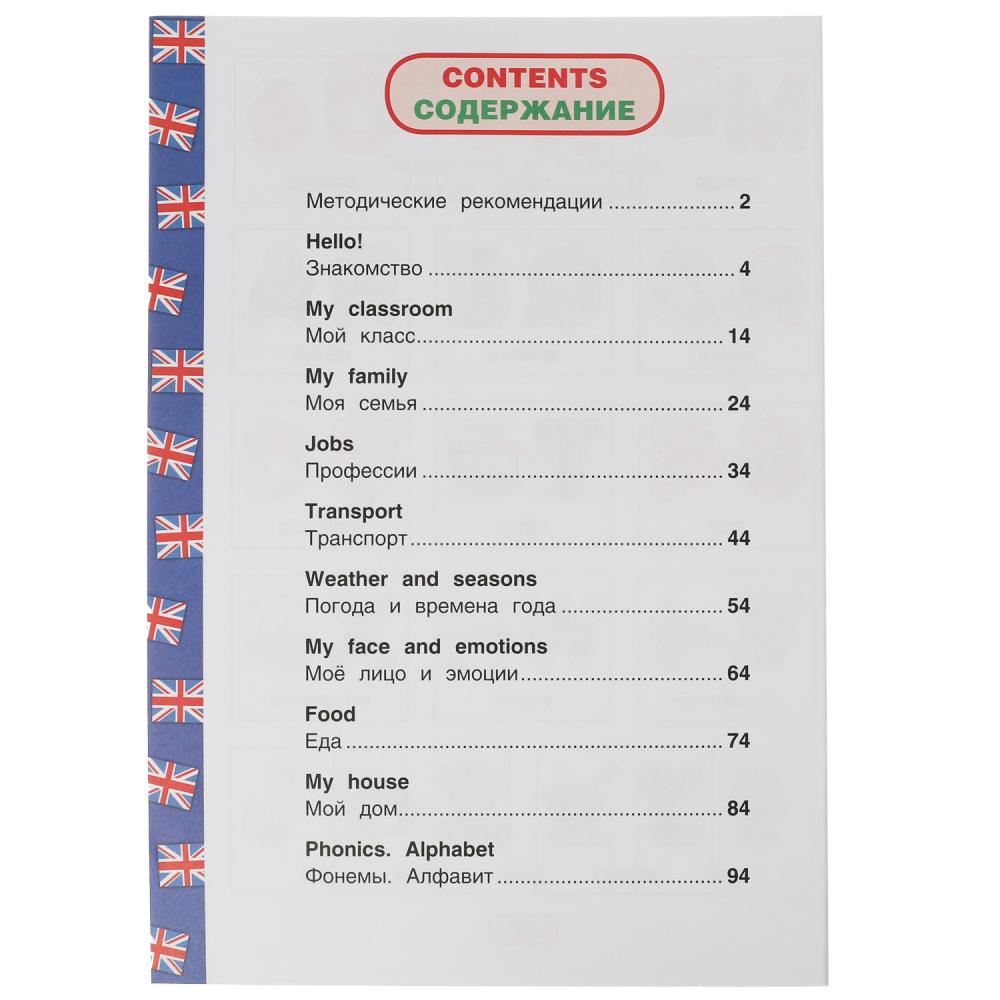 CONTENTS
СОДЕРЖАНИЕ
Методические рекомендации ..................... 2
Hello!
Знакомство ................................................... 4
My classroom
Мой класс................................................... 14
My family
Моя семья .................................................. 24
Jobs
Профессии .................................................. 34
Transport
Транспорт.................................................... 44
Weather and seasons
Погода и времена года ........................... 54
My face and emotions
Моё лицо и эмоции.................................. 64
Food
Еда ............................................................... 74
My house
Мой дом...................................................... 84
Phonics. Alphabet
Фонемы. Алфавит ...................................... 94